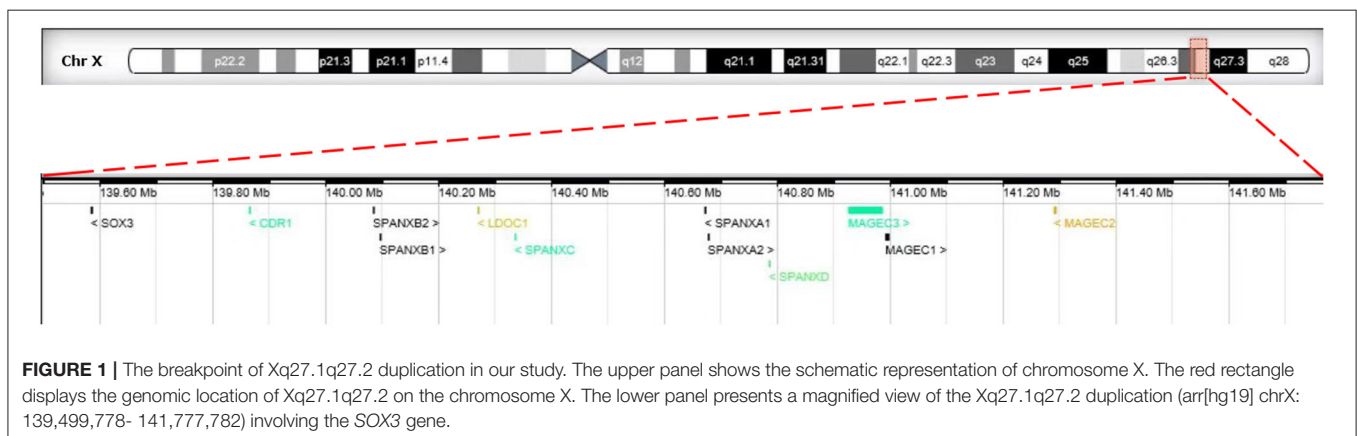 Chr X p22.2 p21.3 p21.1 p11.4 q12 q21.1 q21.31 q22.1 q22.3 q23 q24 q25 q26.3 q27.3 q28
139.60 Mb 139.80 Mb 140.00 Mb 140.20 Mb 140.40 Mb 140.60 Mb 140.80 Mb 141.00 Mb 141.20 Mb 141.40 Mb 141.60 Mb
< SOX3 < CDR1 SPANXB2 > < LDOC1 < SPANXA1 MAGEC3 > < MAGEC2
SPANXB1 > < SPANXC SPANXA2 > MAGEC1 >
< SPANXD
FIGURE 1 | The breakpoint of Xq27.1q27.2 duplication in our study. The upper panel shows the schematic representation of chromosome X. The red rectangle
displays the genomic location of Xq27.1q27.2 on the chromosome X. The lower panel presents a magnified view of the Xq27.1q27.2 duplication (arr[hg19] chrX:
139,499,778- 141,777,782) involving the SOX3 gene.